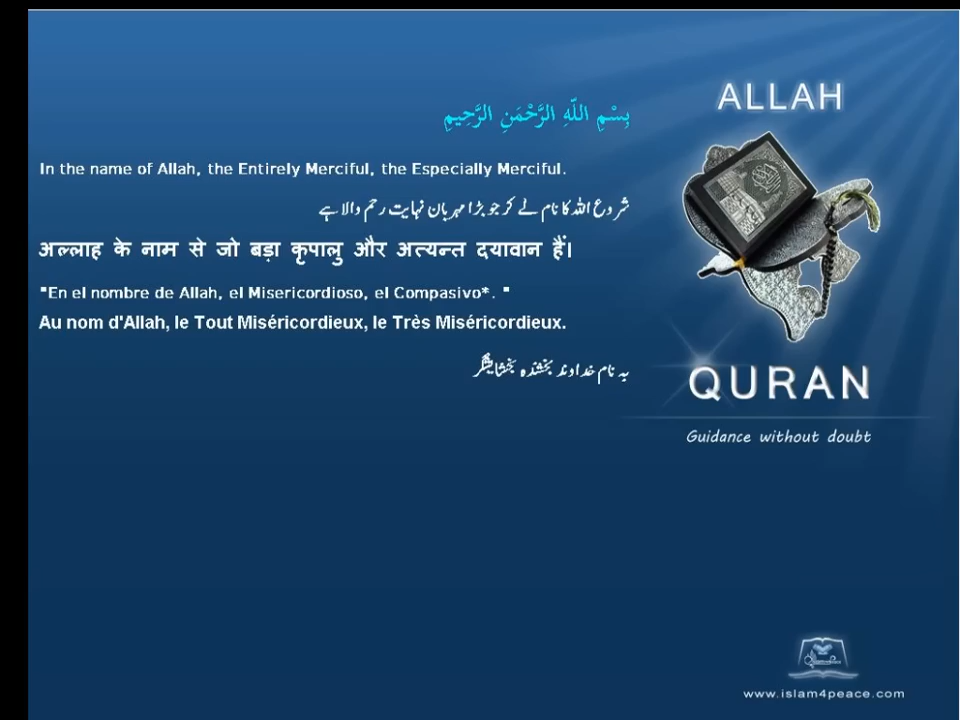 بِسْمِ اللّهِ الرَّحْمَنِ الرَّحِيمِ
In the name of Allah, the Entirely Merciful, the Especially Merciful.
شروع الله کا نام لے کر جو بڑا مہربان نہایت رحم والا ہے
अल्लाह के नाम से जो बड़ा कृपालु और अत्यन्त दयावान हैं।
"En el nombre de Allah, el Misericordioso, el Compasivo*. "
Au nom d'Allah, le Tout Miséricordieux, le Très Miséricordieux.
به نام خداوند بخشنده بخشایشگر
ALLAH
QURAN
Guidance without doubt
www.islam4peace.com